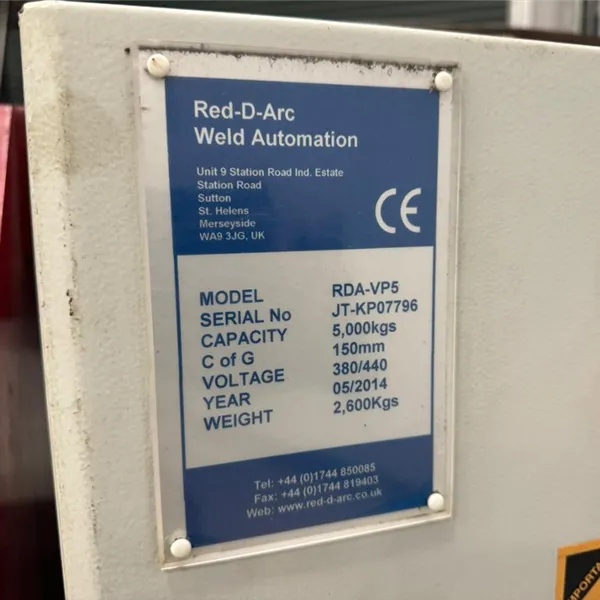 Red-D-Arc
Weld Automation
Unit 9 Station Road Ind. Estate
Station Road
Sutton
St. Helens
Merseyside
WA9 3JG, UK
CE
MODEL RDA-VP5
SERIAL No JT-KP07796
CAPACITY 5,000kgs
C of G 150mm
VOLTAGE 380/440
YEAR 05/2014
WEIGHT 2,600Kgs
Tel: +44 (0)1744 850085
Fax: +44 (0)1744 819403
Web: www.red-d-arc.co.uk